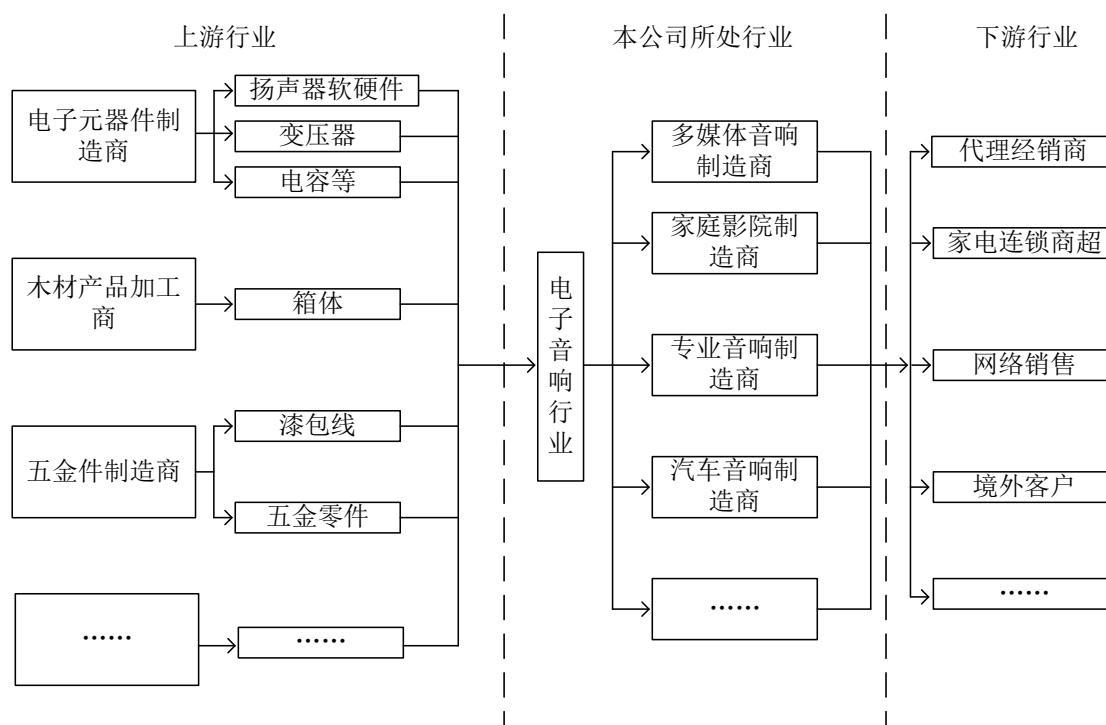 上游行业
本公司所处行业
下游行业
电子元器件制
造商
扬声器软硬件
变压器
电容等
木材产品加工
商
箱体
五金件制造商
漆包线
五金零件
……
……
电子音响行业
多媒体音响
制造商
家庭影院制
造商
专业音响制
造商
汽车音响制
造商
……
代理经销商
家电连锁商超
网络销售
境外客户
……